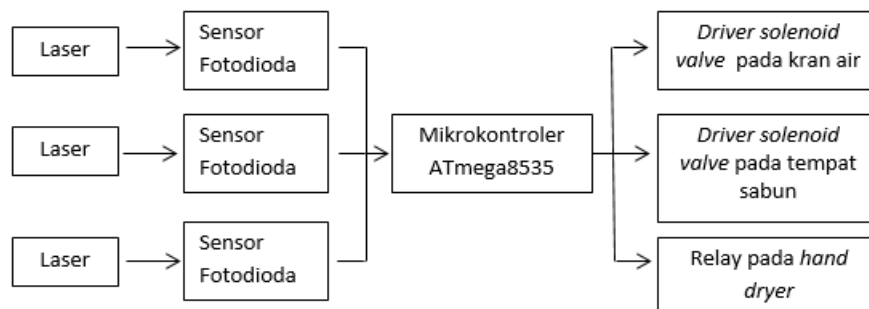 Laser
Sensor
Fotodioda
Driver solenoid
valve pada kran air
Laser
Sensor
Fotodioda
Mikrokontroler
ATmega8535
Driver solenoid
valve pada tempat
sabun
Laser
Sensor
Fotodioda
Relay pada hand
dryer